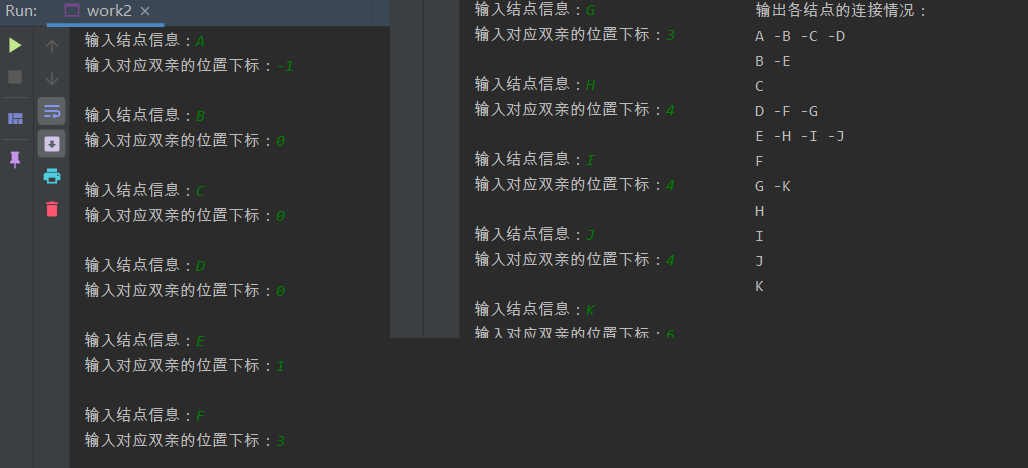 Run:
work2
输入结点信息：A
输入对应双亲的位置下标：-1
输入结点信息：B
输入对应双亲的位置下标：0
输入结点信息：C
输入对应双亲的位置下标：0
输入结点信息：D
输入对应双亲的位置下标：0
输入结点信息：E
输入对应双亲的位置下标：1
输入结点信息：F
输入对应双亲的位置下标：3
输入结点信息：G
输入对应双亲的位置下标：3
输入结点信息：H
输入对应双亲的位置下标：4
输入结点信息：I
输入对应双亲的位置下标：4
输入结点信息：J
输入对应双亲的位置下标：4
输入结点信息：K
输入对应双亲的位置下标：6
输出各结点的连接情况：
A -B -C -D
B -E
C
D -F -G
E -H -I -J
F
G -K
H
I
J
K